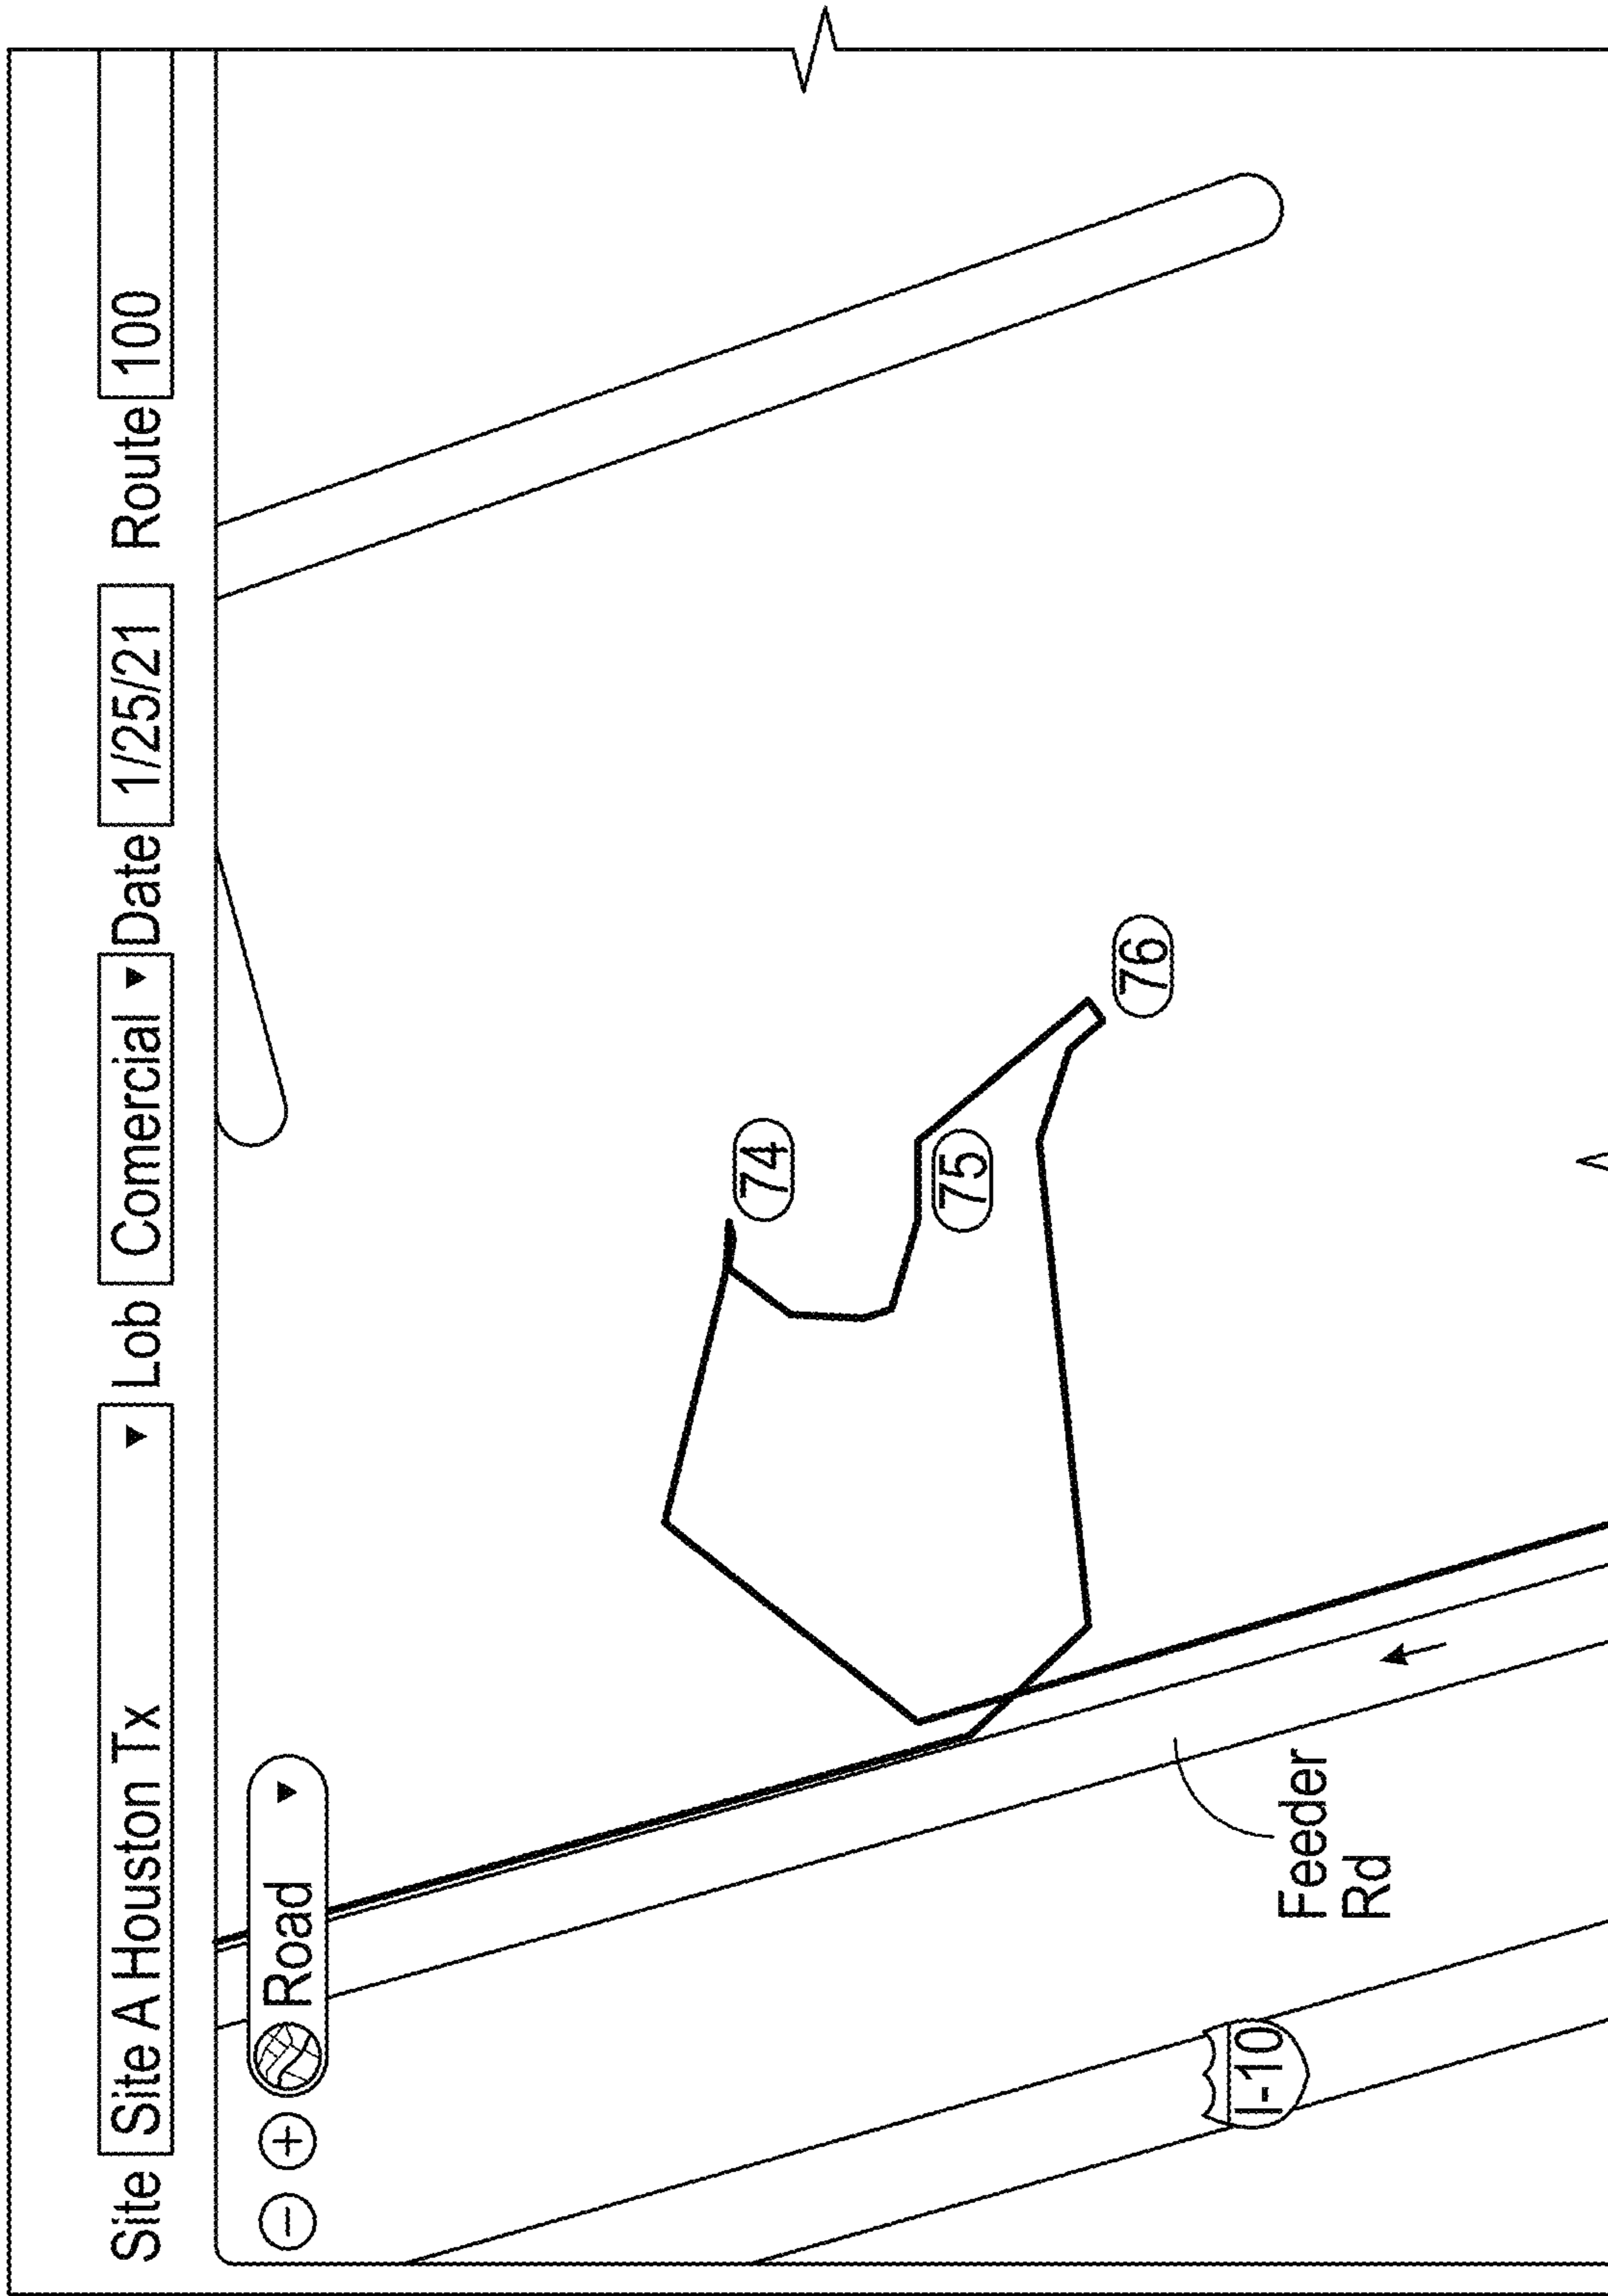 Site Site A Houston Tx ▼ Lob Comercial ▼ Date 1/25/21 Route 100
− + Road ▼
74
75
76
Feeder
Rd
I-10